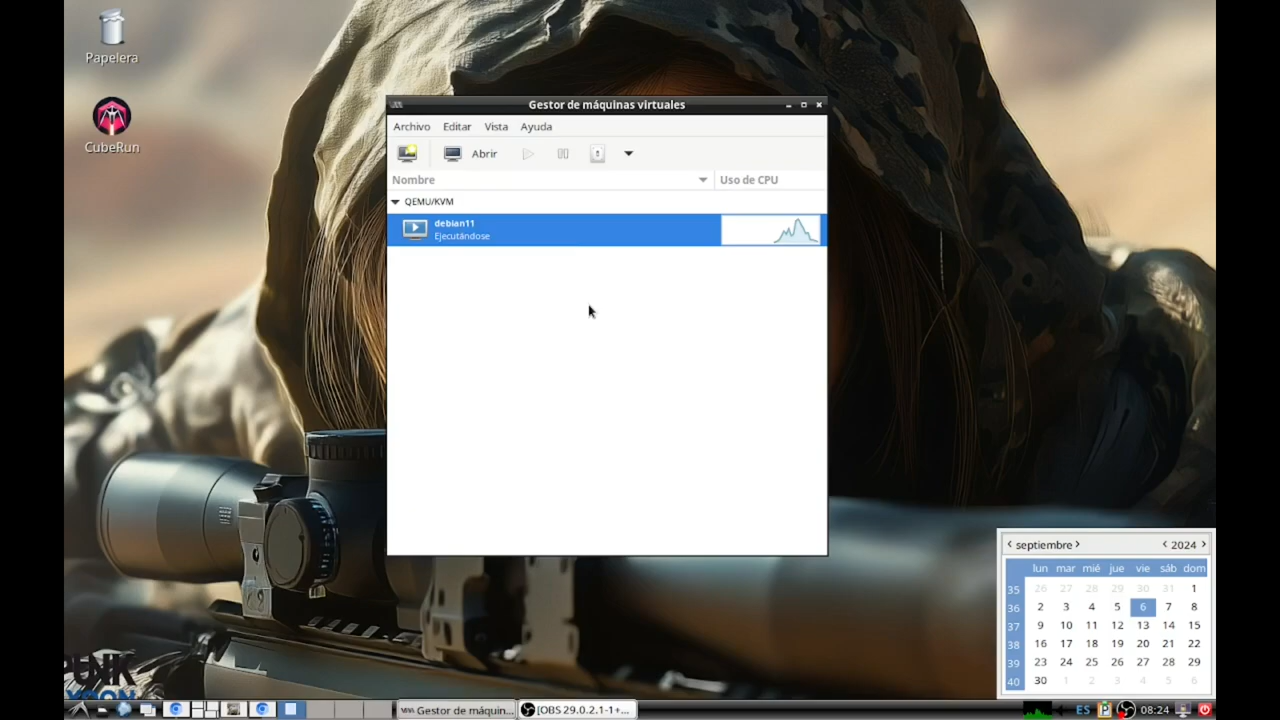 Papelera
CubeRun
Gestor de máquinas virtuales
Archivo Editar Vista Ayuda
Abrir
Nombre Uso de CPU
QEMU/KVM
debian11
Ejecutándose
septiembre 2024
lun mar mié jue vie sáb dom
35 26 27 28 29 30 31 1
36 2 3 4 5 6 7 8
37 9 10 11 12 13 14 15
38 16 17 18 19 20 21 22
39 23 24 25 26 27 28 29
40 30 1 2 3 4 5 6
Gestor de máquin...
[OBS 29.0.2.1-1+...
ES 08:24